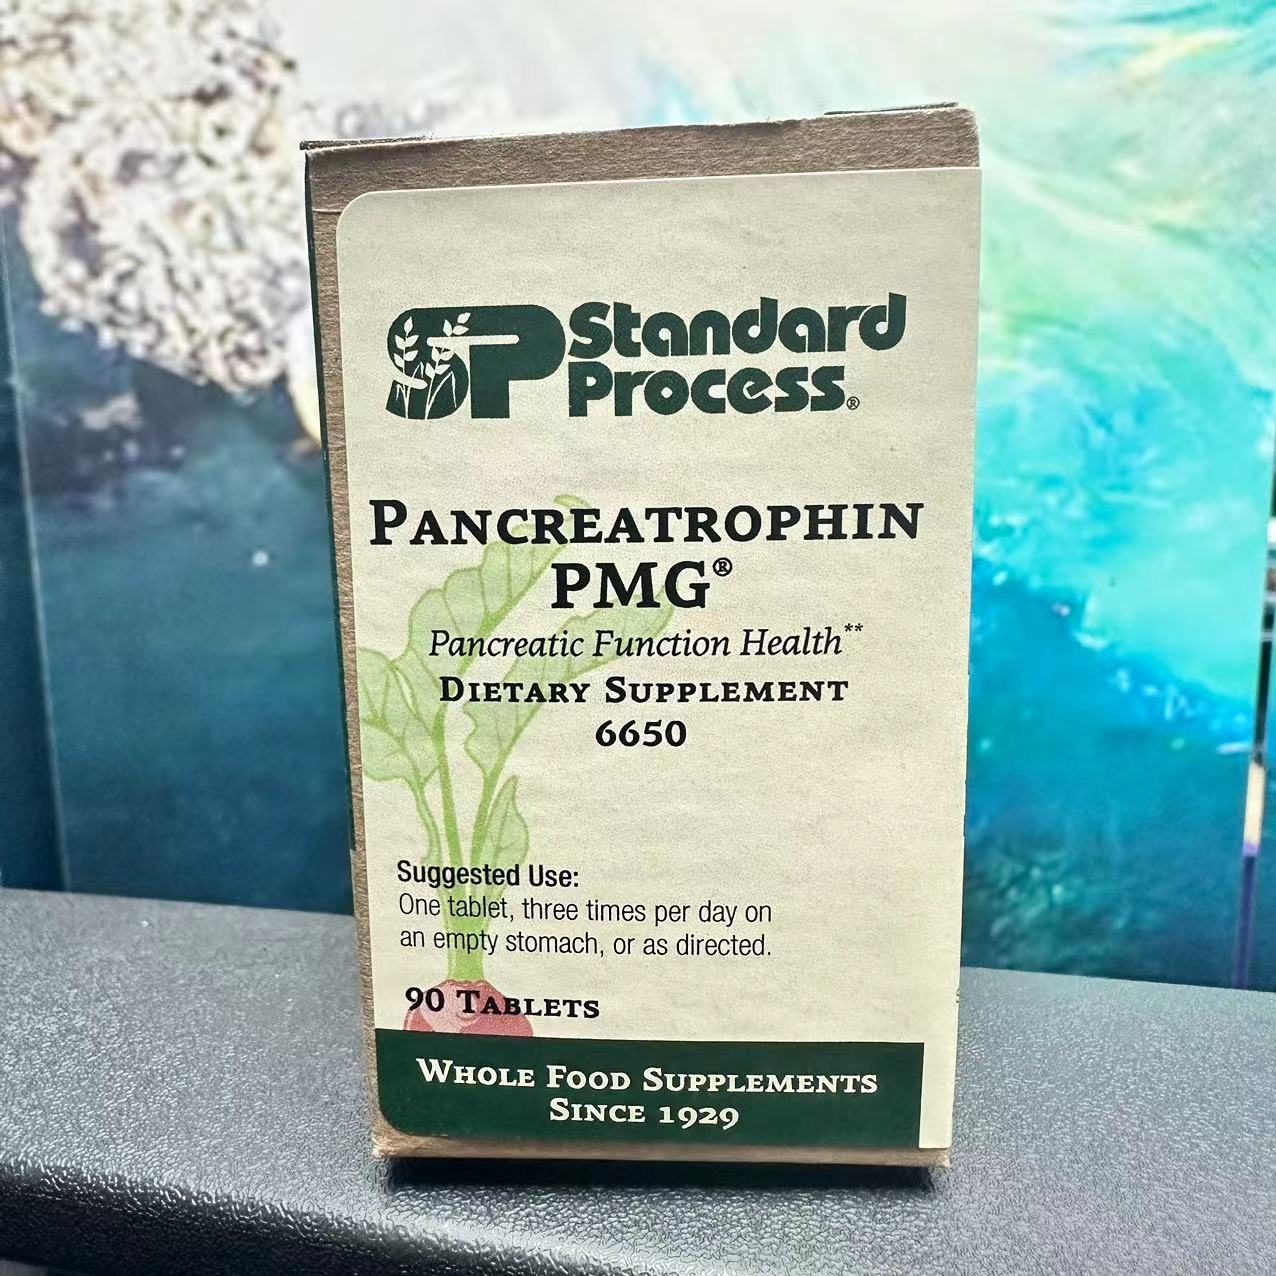 SP Standard
Process®
PANCREATROPHIN
PMG®
Pancreatic Function Health**
DIETARY SUPPLEMENT
6650
Suggested Use:
One tablet, three times per day on
an empty stomach, or as directed.
90 TABLETS
WHOLE FOOD SUPPLEMENTS
SINCE 1929